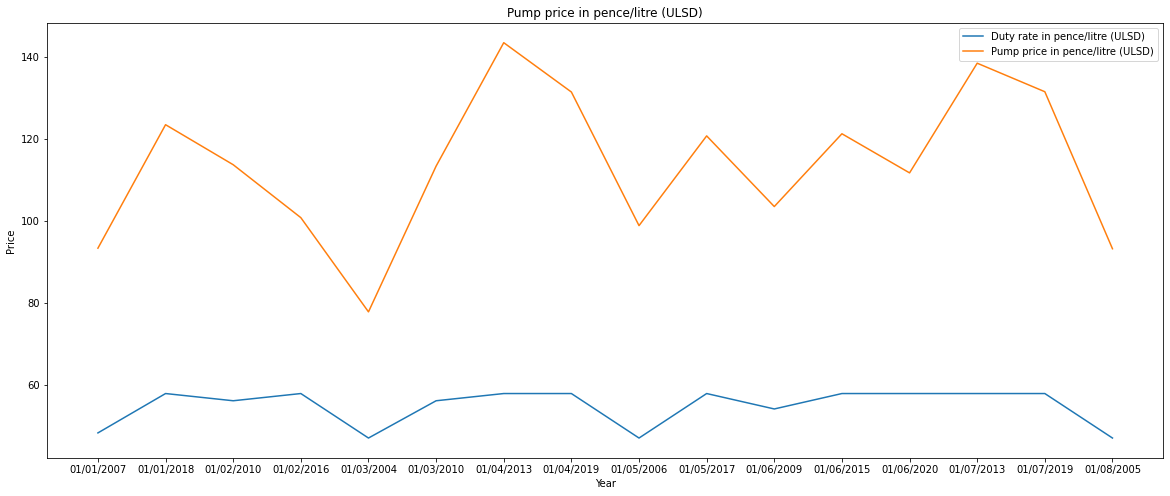 Pump price in pence/litre (ULSD)
Duty rate in pence/litre (ULSD)
Pump price in pence/litre (ULSD)
140
120
100
80
60
Price
01/01/2007 01/01/2018 01/02/2010 01/02/2016 01/03/2004 01/03/2010 01/04/2013 01/04/2019 01/05/2006 01/05/2017 01/06/2009 01/06/2015 01/06/2020 01/07/2013 01/07/2019 01/08/2005
Year